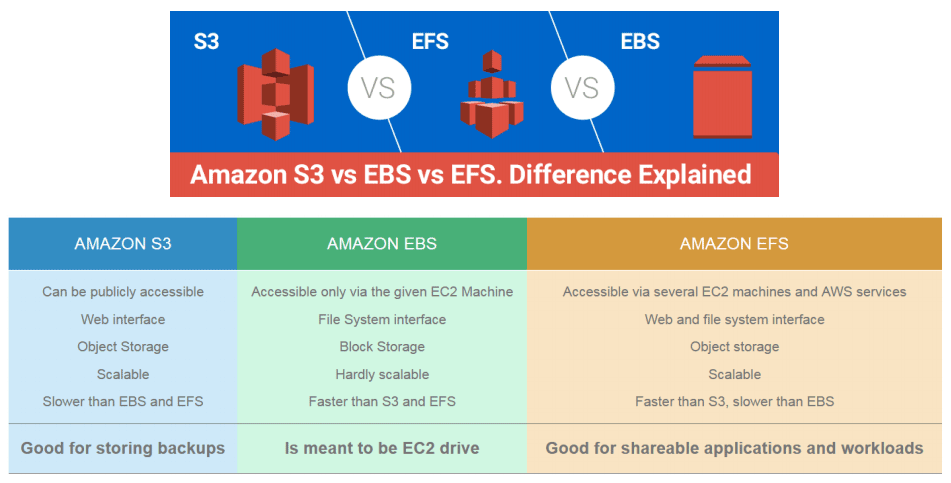 S3
EFS
EBS
VS
VS
Amazon S3 vs EBS vs EFS. Difference Explained
AMAZON S3
AMAZON EBS
AMAZON EFS
Can be publicly accessible
Accessible only via the given EC2 Machine
Accessible via several EC2 machines and AWS services
Web interface
File System interface
Web and file system interface
Object Storage
Block Storage
Object storage
Scalable
Hardly scalable
Scalable
Slower than EBS and EFS
Faster than S3 and EFS
Faster than S3, slower than EBS
Good for storing backups
Is meant to be EC2 drive
Good for shareable applications and workloads